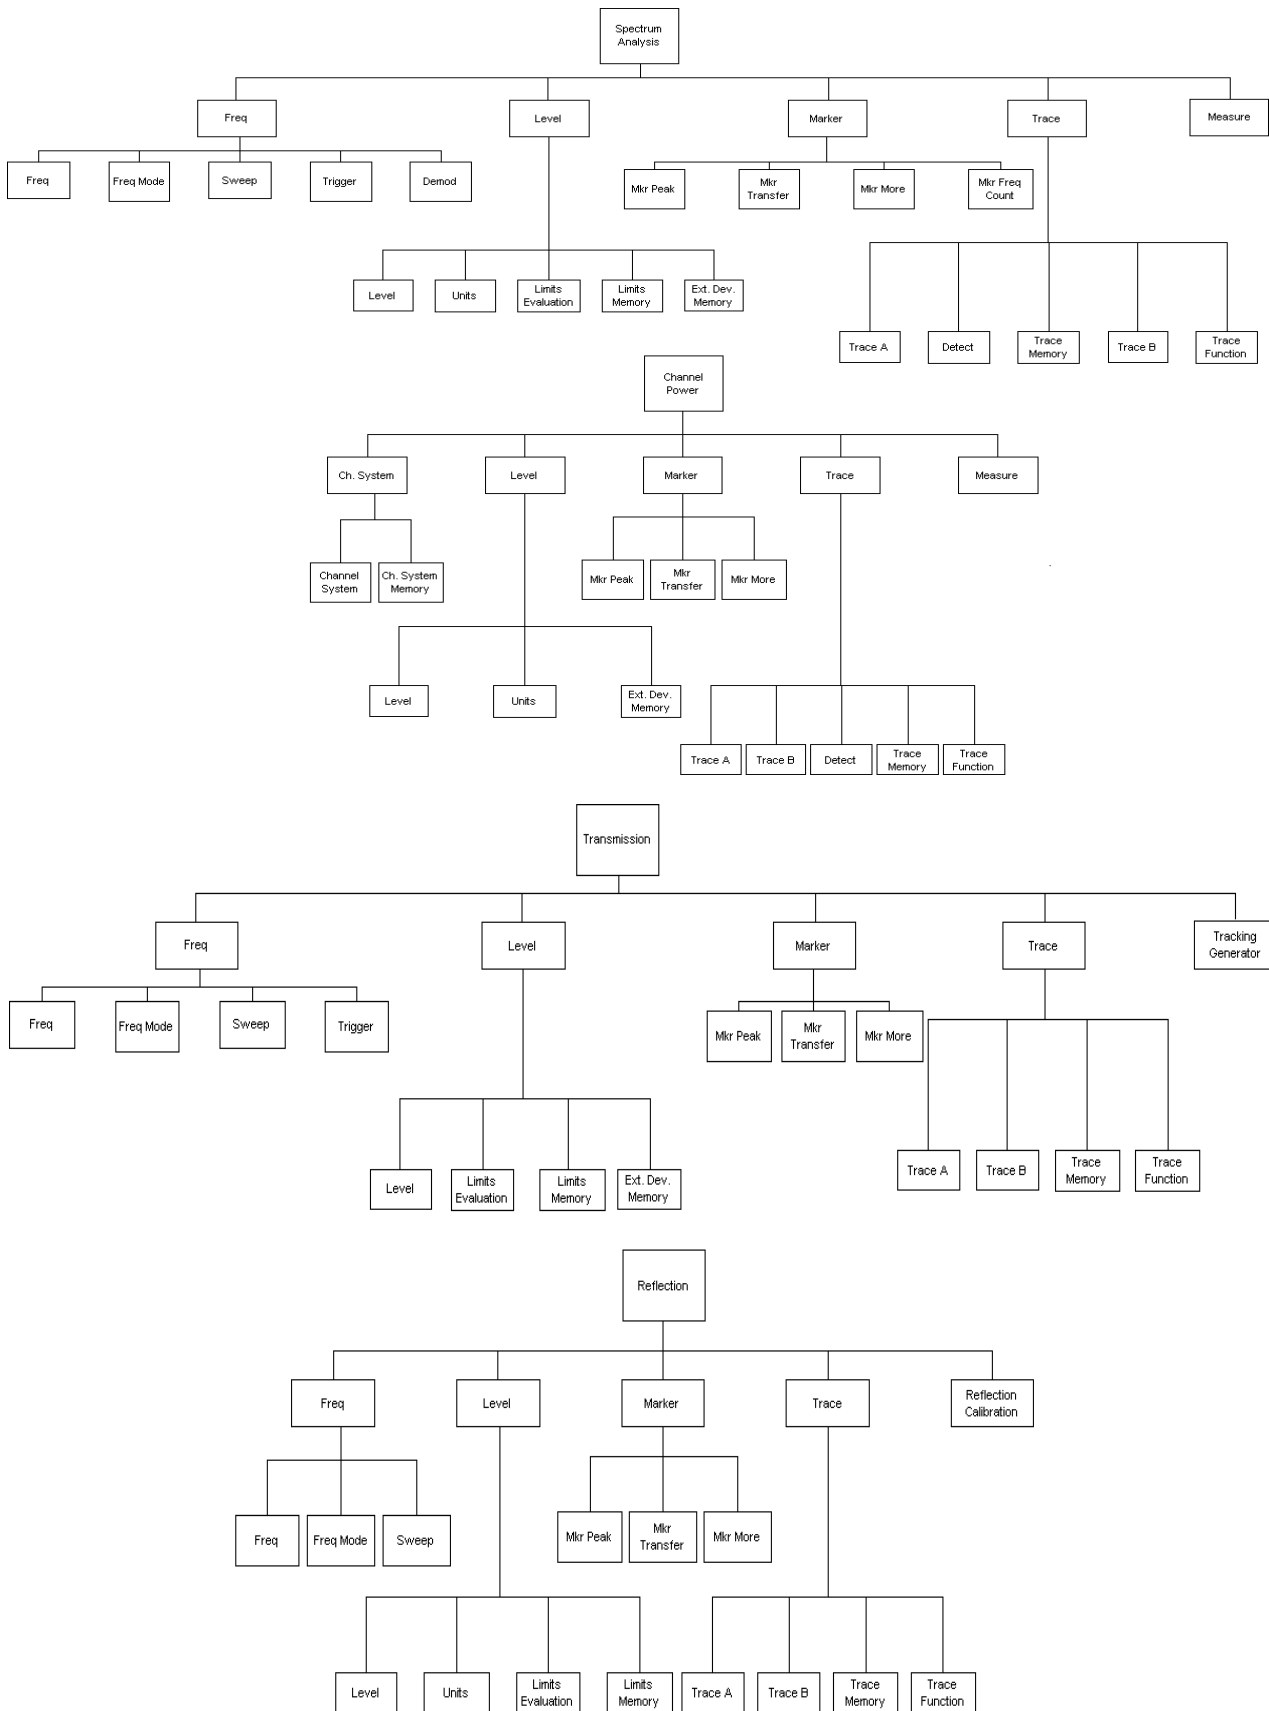 Spectrum
Analysis
Freq
Level
Marker
Trace
Measure
Freq
Freq Mode
Sweep
Trigger
Demod
Mkr Peak
Mkr
Transfer
Mkr More
Mkr Freq
Count
Level
Units
Limits
Evaluation
Limits
Memory
Ext. Dev.
Memory
Trace A
Detect
Trace
Memory
Trace B
Trace
Function
Channel
Power
Ch. System
Level
Marker
Trace
Measure
Channel
System
Ch. System
Memory
Mkr Peak
Mkr
Transfer
Mkr More
Level
Units
Ext. Dev.
Memory
Trace A
Trace B
Detect
Trace
Memory
Trace
Function
Transmission
Freq
Level
Marker
Trace
Tracking
Generator
Freq
Freq Mode
Sweep
Trigger
Mkr Peak
Mkr
Transfer
Mkr More
Level
Limits
Evaluation
Limits
Memory
Ext. Dev.
Memory
Trace A
Trace B
Trace
Memory
Trace
Function
Reflection
Freq
Level
Marker
Trace
Reflection
Calibration
Freq
Freq Mode
Sweep
Mkr Peak
Mkr
Transfer
Mkr More
Level
Units
Limits
Evaluation
Limits
Memory
Trace A
Trace B
Trace
Memory
Trace
Function